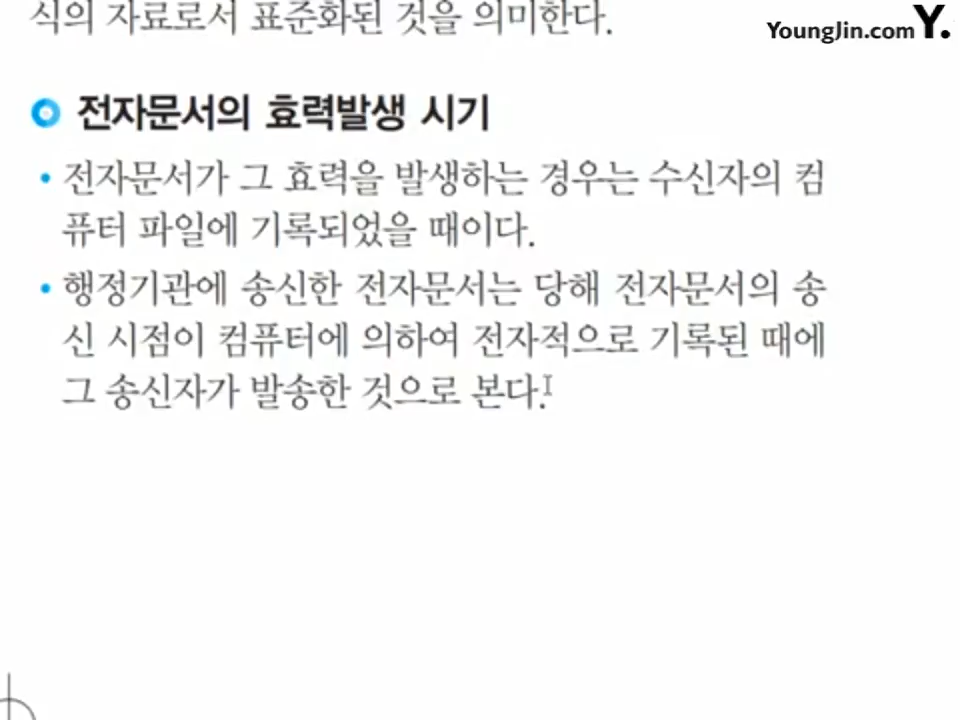 식의 자료로서 표준화된 것을 의미한다.
YoungJin.com Y.
전자문서의 효력발생 시기
• 전자문서가 그 효력을 발생하는 경우는 수신자의 컴
퓨터 파일에 기록되었을 때이다.
• 행정기관에 송신한 전자문서는 당해 전자문서의 송
신 시점이 컴퓨터에 의하여 전자적으로 기록된 때에
그 송신자가 발송한 것으로 본다.